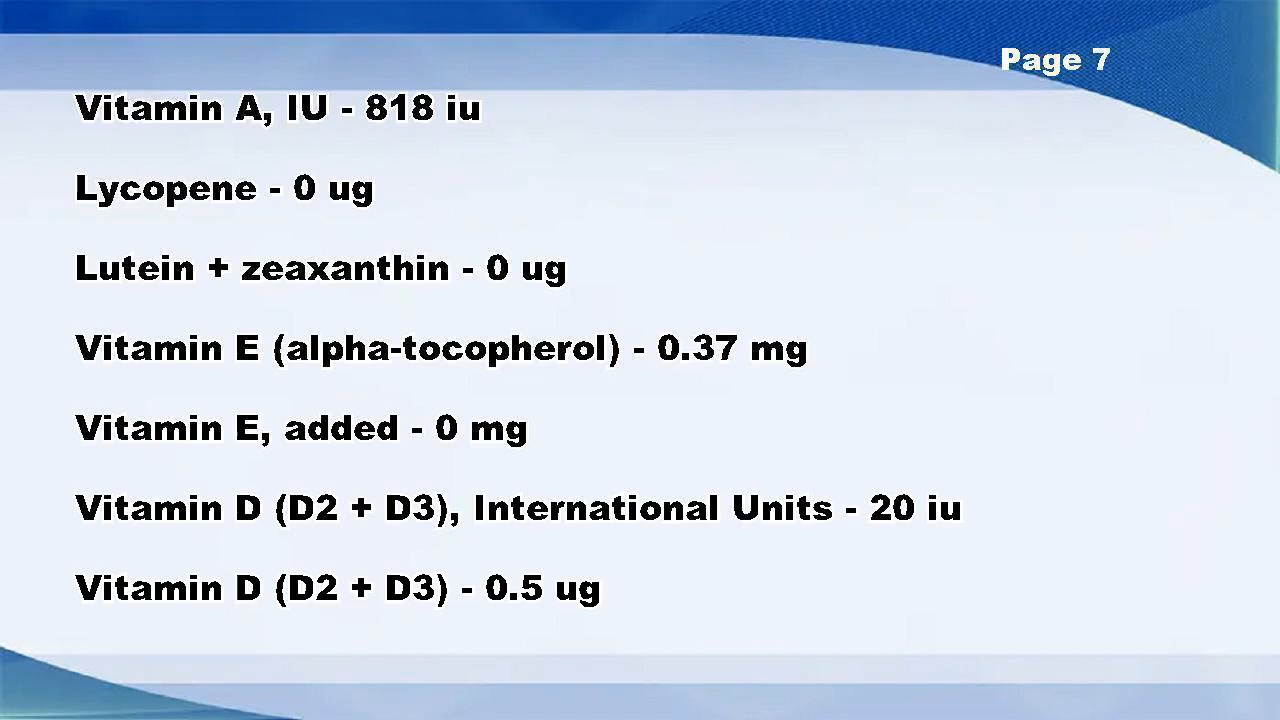 Page 7
Vitamin A, IU - 818 iu
Lycopene - 0 ug
Lutein + zeaxanthin - 0 ug
Vitamin E (alpha-tocopherol) - 0.37 mg
Vitamin E, added - 0 mg
Vitamin D (D2 + D3), International Units - 20 iu
Vitamin D (D2 + D3) - 0.5 ug